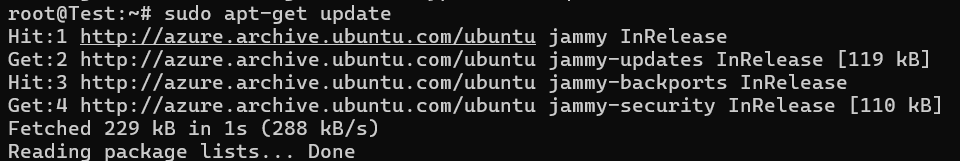 root@Test:~# sudo apt-get update
Hit:1 http://azure.archive.ubuntu.com/ubuntu jammy InRelease
Get:2 http://azure.archive.ubuntu.com/ubuntu jammy-updates InRelease [119 kB]
Hit:3 http://azure.archive.ubuntu.com/ubuntu jammy-backports InRelease
Get:4 http://azure.archive.ubuntu.com/ubuntu jammy-security InRelease [110 kB]
Fetched 229 kB in 1s (288 kB/s)
Reading package lists... Done